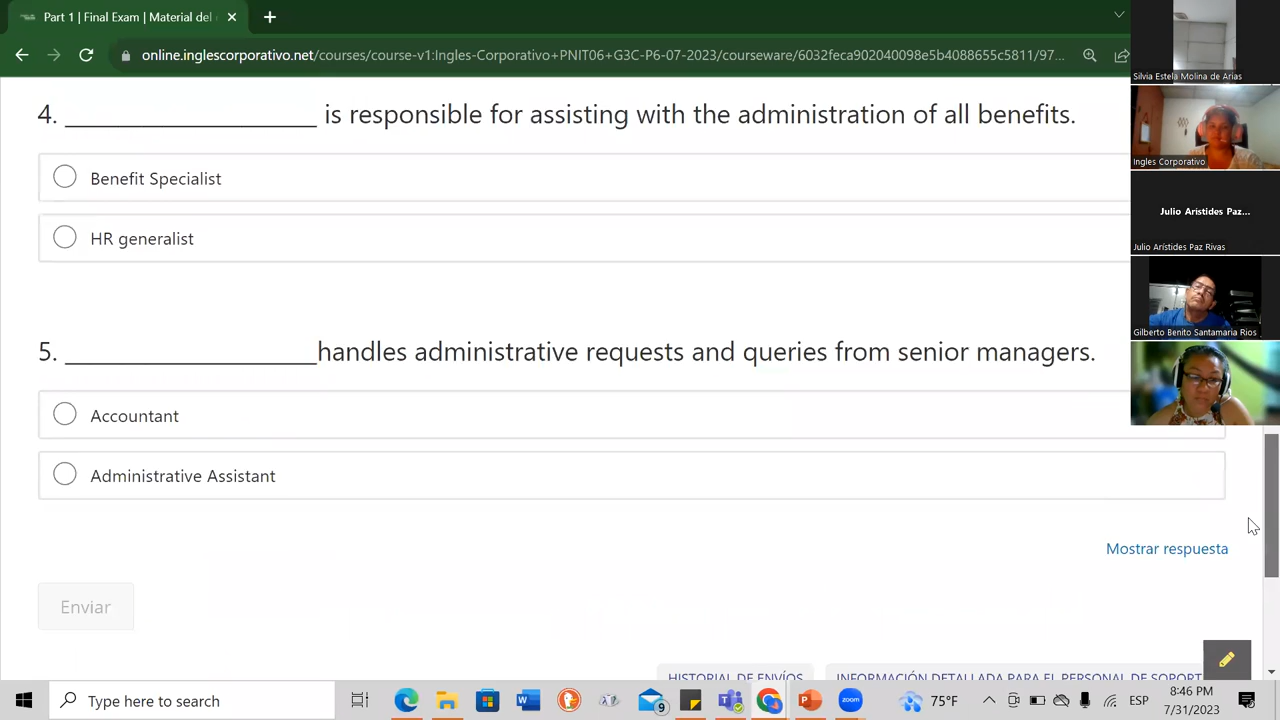 Part 1 | Final Exam | Material del
online.inglescorporativo.net/courses/course-v1:Ingles-Corporativo+PNIT06+G3C-P6-07-2023/courseware/6032feca902040098e5b4088655c5811/97...
Silvia Estela Molina de Arias
4. ____________________ is responsible for assisting with the administration of all benefits.
Ingles Corporativo
Benefit Specialist
Julio Aristides Paz...
HR generalist
Julio Arístides Paz Rivas
Gilberto Benito Santamaria Rios
5. ____________________handles administrative requests and queries from senior managers.
Accountant
Administrative Assistant
Mostrar respuesta
Enviar
HISTORIAL DE ENVÍOS
INFORMACIÓN DETALLADA PARA EL PERSONAL DE SOPORT
Type here to search
9
zoom
75°F
ESP
8:46 PM
7/31/2023